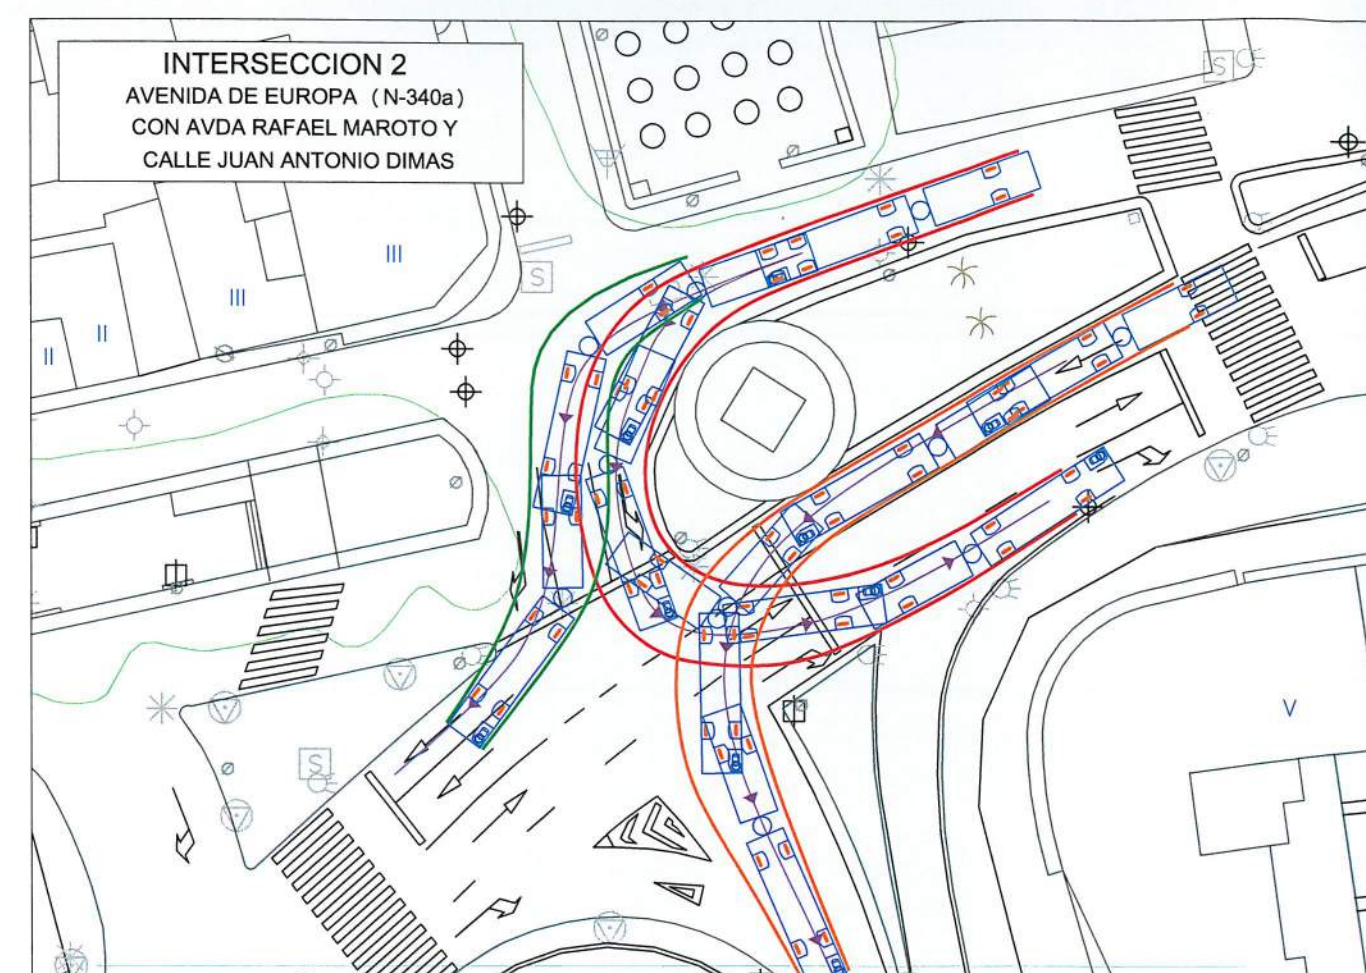 INTERSECCION 2
AVENIDA DE EUROPA (N-340a)
CON AVDA RAFAEL MAROTO Y
CALLE JUAN ANTONIO DIMAS
S
III
S
III
II
II
V
S